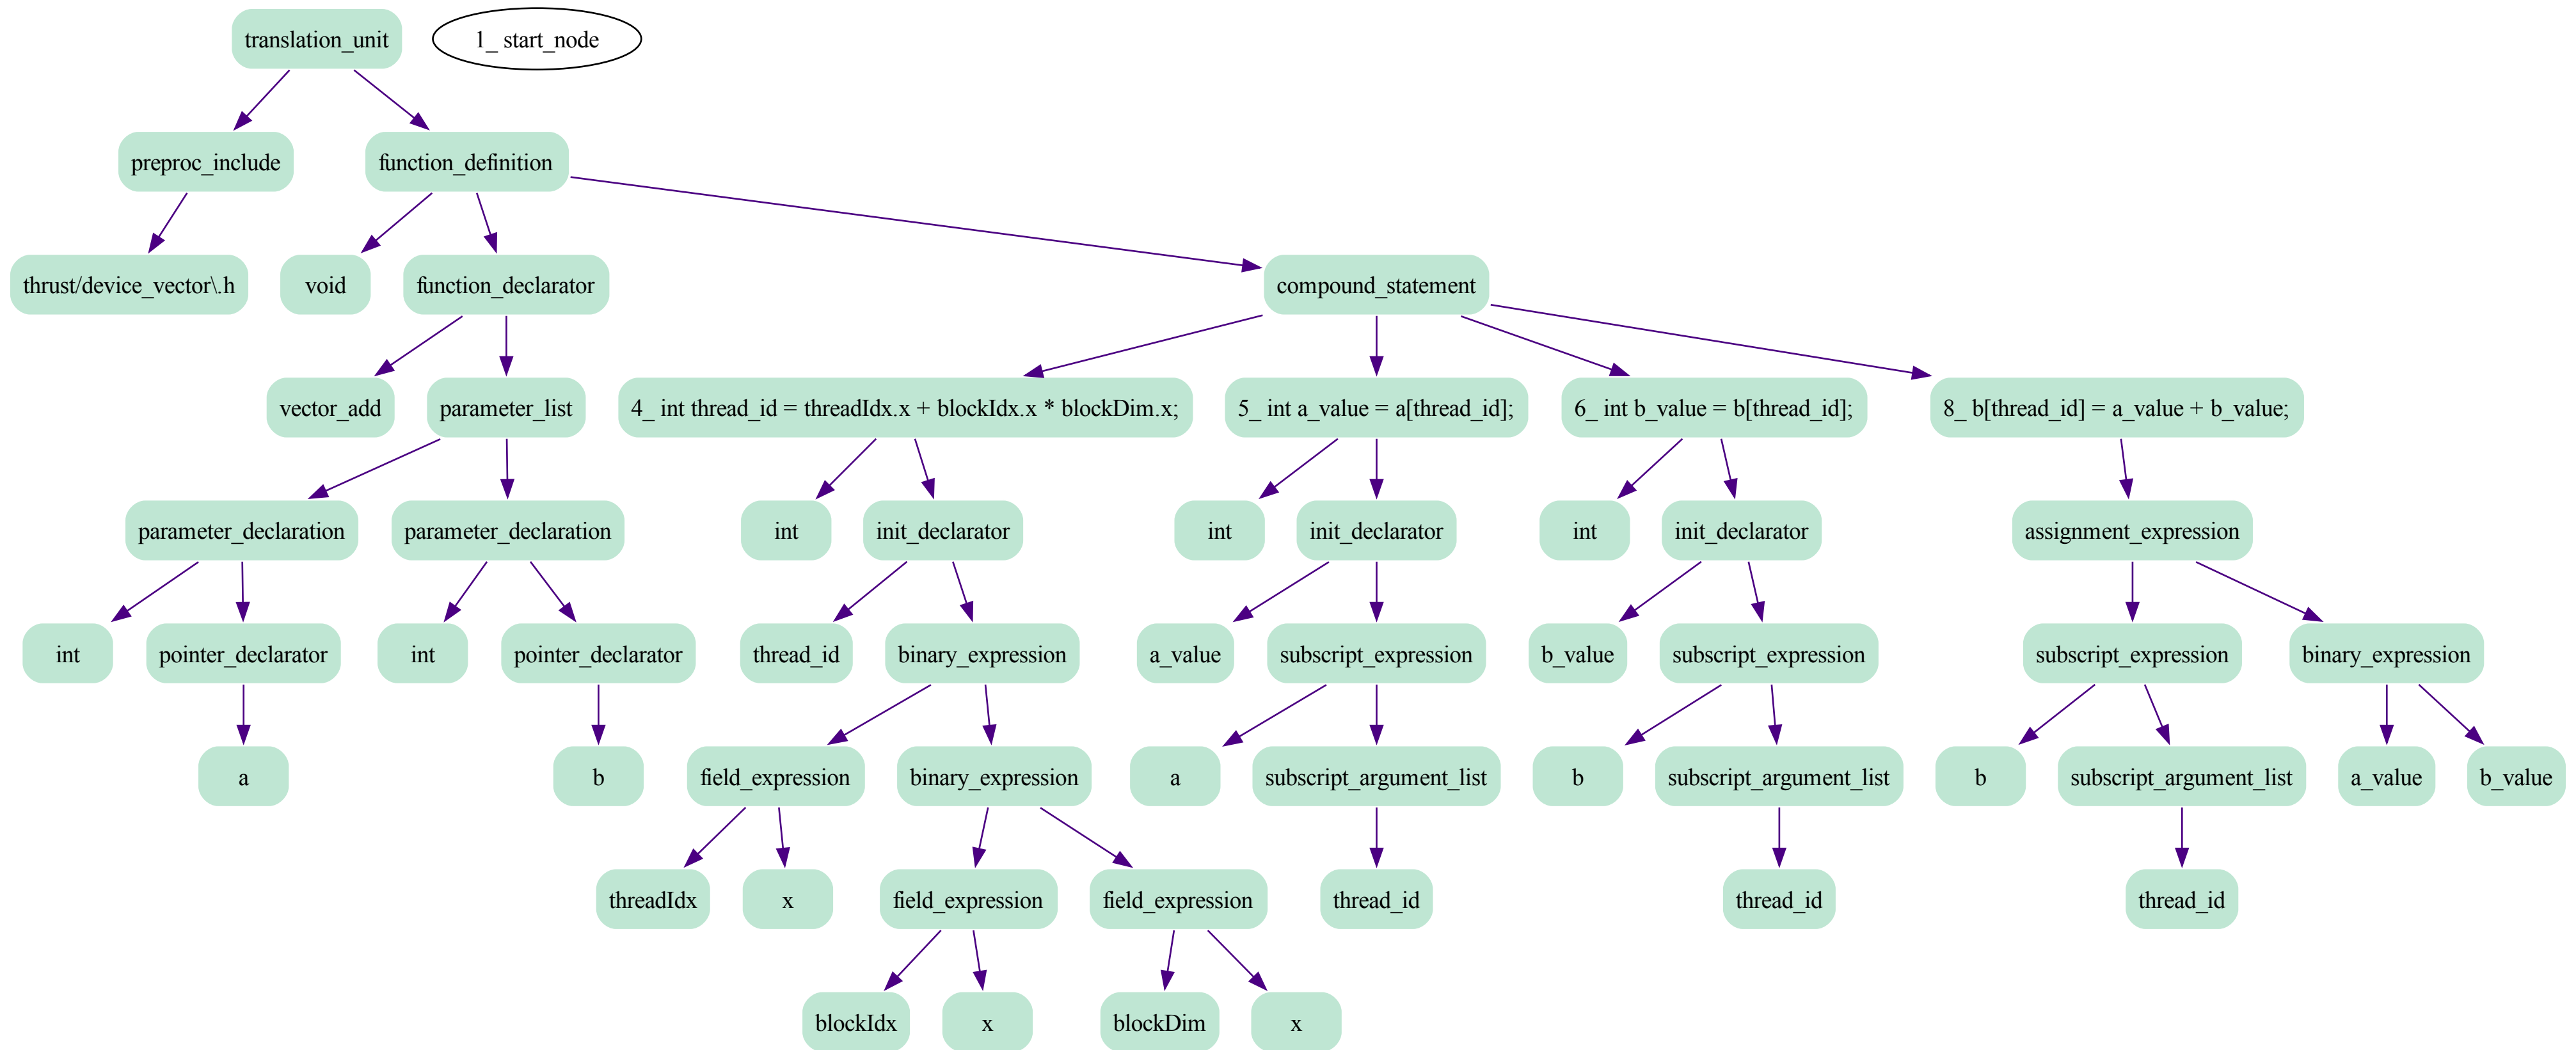 translation_unit
1_ start_node
preproc_include
function_definition
thrust/device_vector\.h
void
function_declarator
compound_statement
vector_add
parameter_list
4_ int thread_id = threadIdx.x + blockIdx.x * blockDim.x;
5_ int a_value = a[thread_id];
6_ int b_value = b[thread_id];
8_ b[thread_id] = a_value + b_value;
parameter_declaration
parameter_declaration
int
init_declarator
int
init_declarator
int
init_declarator
assignment_expression
int
pointer_declarator
int
pointer_declarator
thread_id
binary_expression
a_value
subscript_expression
b_value
subscript_expression
subscript_expression
binary_expression
a
b
field_expression
binary_expression
a
subscript_argument_list
b
subscript_argument_list
b
subscript_argument_list
a_value
b_value
threadIdx
x
field_expression
field_expression
thread_id
thread_id
thread_id
blockIdx
x
blockDim
x